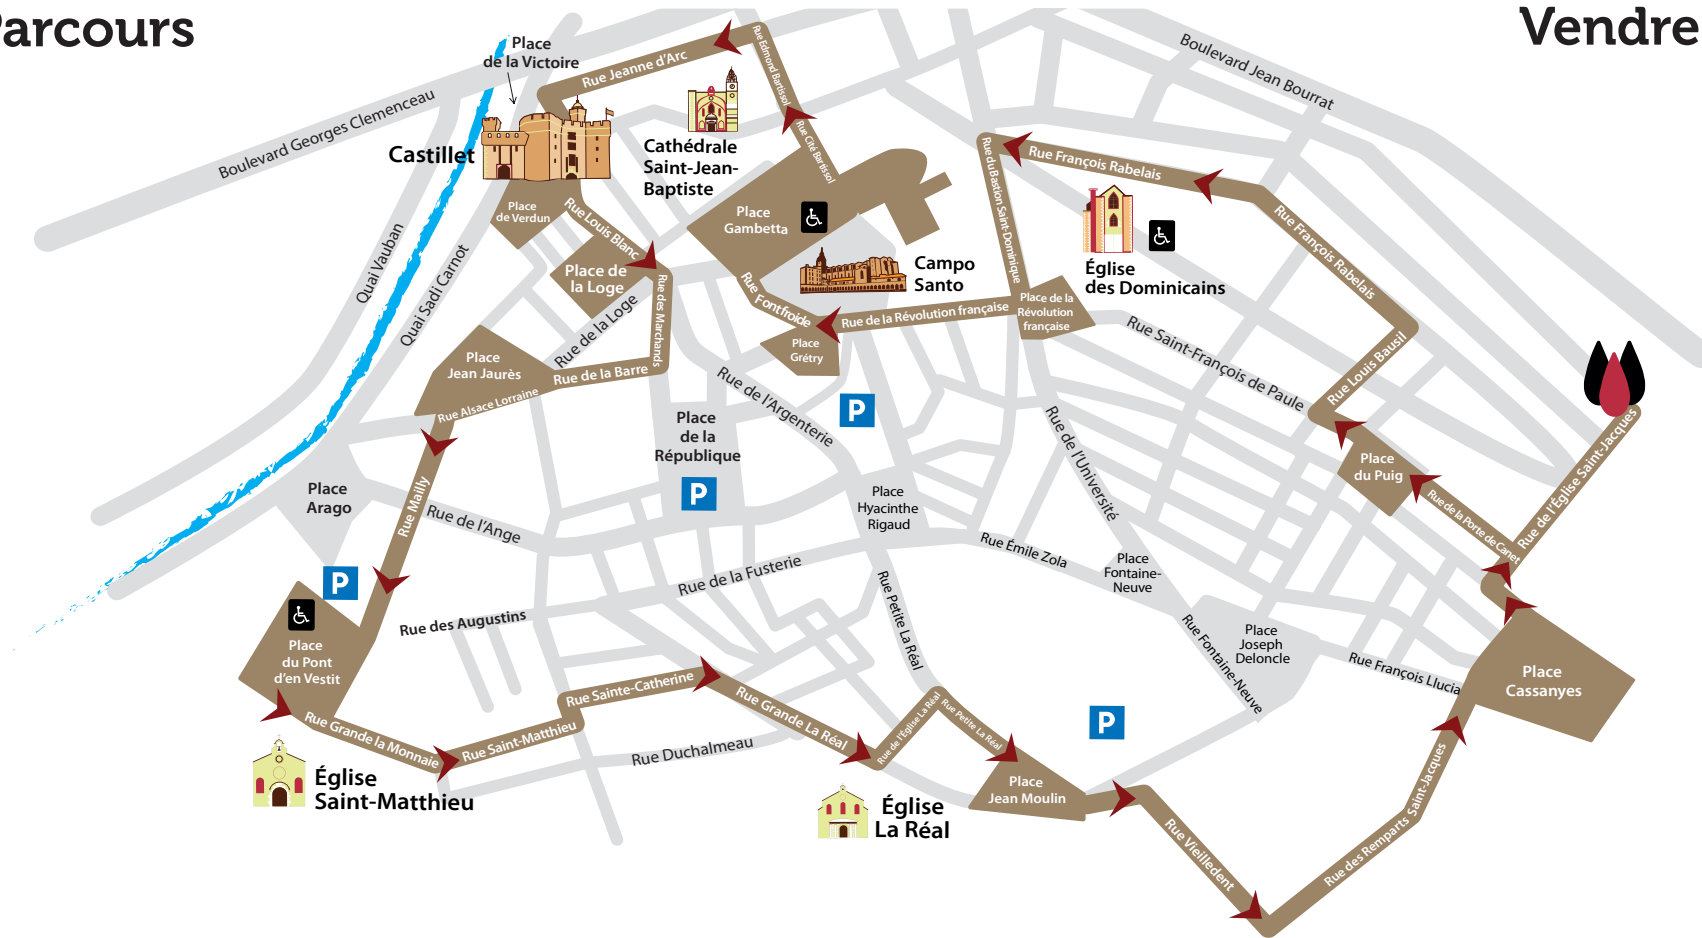 Parcours
Vendre
Place
de la Victoire
Boulevard Georges Clemenceau
Castillet
Rue Jeanne d'Arc
Rue Edmond Bartissol
Rue Cité Bartissol
Cathédrale
Saint-Jean-
Baptiste
Boulevard Jean Bourrat
Rue François Rabelais
Rue François Rabelais
Rue du Bastion Saint-Dominique
Église
des Dominicains
Place
de Verdun
Rue Louis Blanc
Place
Gambetta
Campo
Santo
Quai Vauban
Quai Sadi Carnot
Place de
la Loge
Rue de la Loge
Rue des Marchands
Rue Fontfroide
Rue de la Révolution française
Place de la
Révolution
française
Place
Grétry
Rue Saint-François de Paule
Rue Louis Bausil
Place
Jean Jaurès
Rue de la Barre
Rue Alsace Lorraine
Rue de l'Argenterie
P
Place
de la
République
P
Rue de l'Université
Place
du Puig
Rue de la Porte de Canet
Rue de l'Église Saint-Jacques
Place
Arago
Rue Mailly
Rue de l'Ange
Place
Hyacinthe
Rigaud
Rue Émile Zola
Place
Fontaine-
Neuve
P
Rue de la Fusterie
Rue des Augustins
Rue Petite La Réal
Rue Fontaine-Neuve
Place
Joseph
Deloncle
Rue François Llucia
Place
Cassanyes
Place
du Pont
d'en Vestit
Rue Grande la Monnaie
Rue Saint-Matthieu
Rue Sainte-Catherine
Rue Grande La Réal
Rue de l'Église La Réal
Rue Petite La Réal
P
Rue Duchalmeau
Église
Saint-Matthieu
Église
La Réal
Place
Jean Moulin
Rue Vieilledent
Rue des Remparts Saint-Jacques